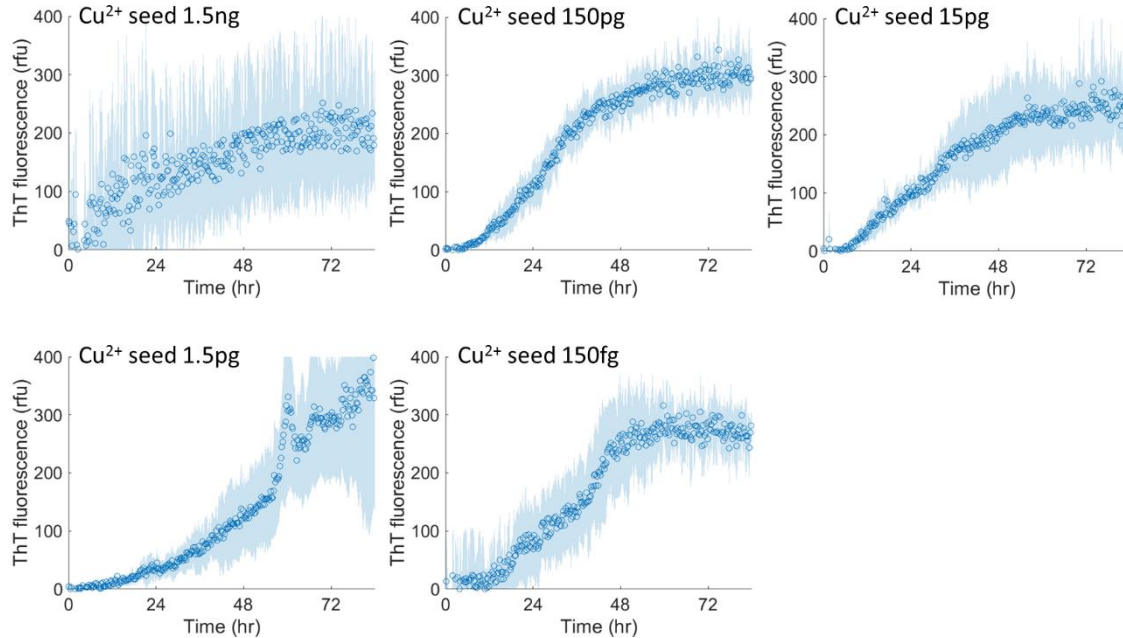 Cu²⁺ seed 1.5ng
ThT fluorescence (rfu)
400
300
200
100
0
0 24 48 72
Time (hr)
Cu²⁺ seed 150pg
ThT fluorescence (rfu)
400
300
200
100
0
0 24 48 72
Time (hr)
Cu²⁺ seed 15pg
ThT fluorescence (rfu)
400
300
200
100
0
0 24 48 72
Time (hr)
Cu²⁺ seed 1.5pg
ThT fluorescence (rfu)
400
300
200
100
0
0 24 48 72
Time (hr)
Cu²⁺ seed 150fg
ThT fluorescence (rfu)
400
300
200
100
0
0 24 48 72
Time (hr)